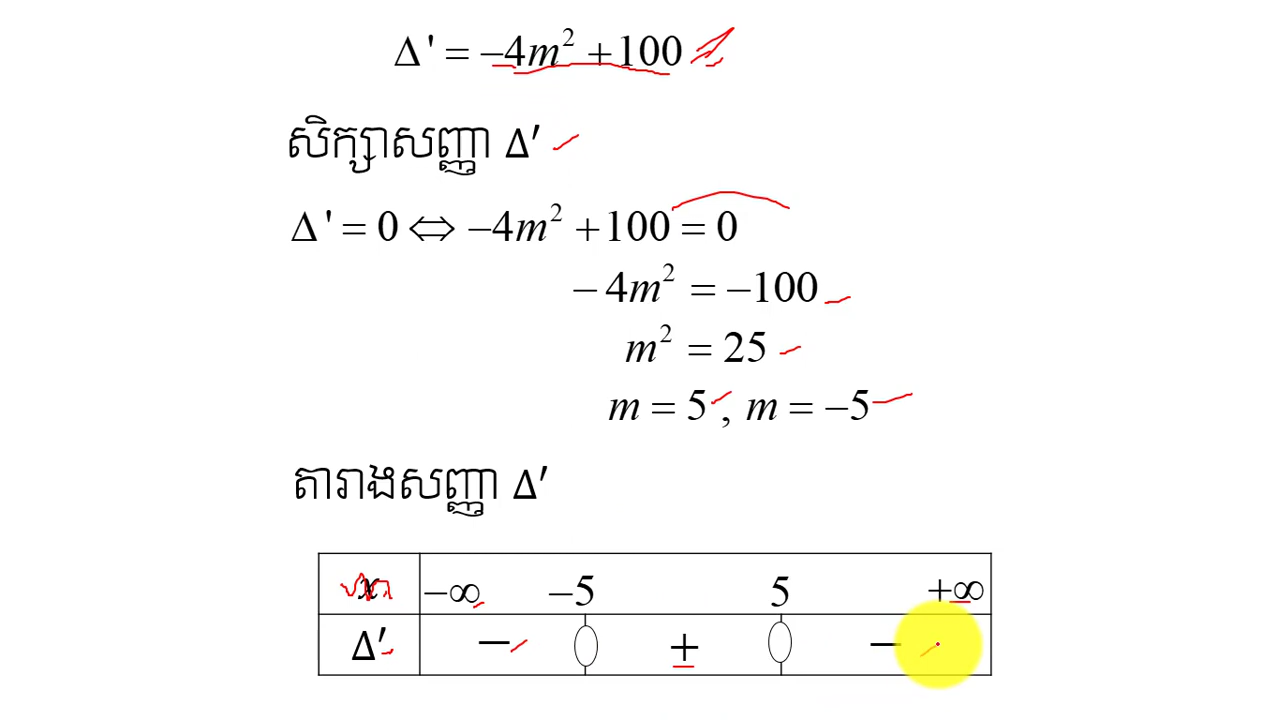 Δ' = −4m² + 100
សិក្សាសញ្ញា Δ′
Δ' = 0 ⇔ −4m² + 100 = 0
− 4m² = −100
m² = 25
m = 5 , m = −5
តារាងសញ្ញា Δ′
x −∞ −5 5 +∞
Δ′ − 0 + 0 −